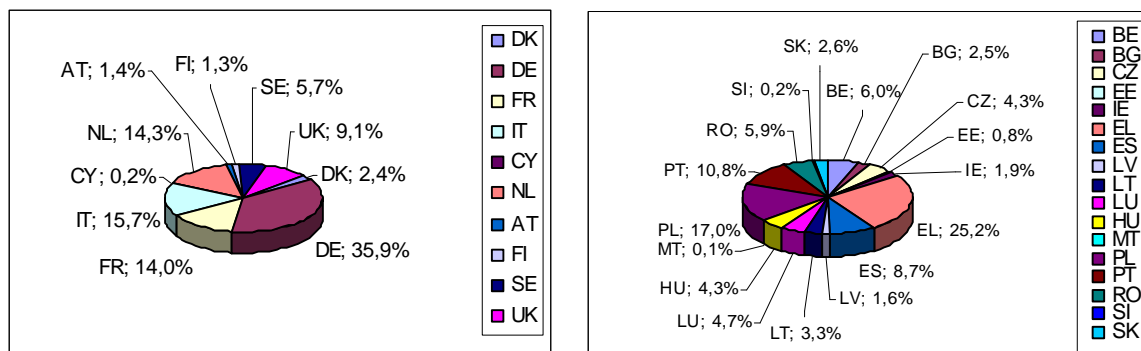 AT; 1,4%
FI; 1,3%
SE; 5,7%
NL; 14,3%
UK; 9,1%
CY; 0,2%
DK; 2,4%
IT; 15,7%
FR; 14,0%
DE; 35,9%
DK
DE
FR
IT
CY
NL
AT
FI
SE
UK
SK; 2,6%
BG; 2,5%
SI; 0,2%
BE; 6,0%
CZ; 4,3%
RO; 5,9%
EE; 0,8%
PT; 10,8%
IE; 1,9%
PL; 17,0%
EL; 25,2%
MT; 0,1%
ES; 8,7%
HU; 4,3%
LV; 1,6%
LU; 4,7%
LT; 3,3%
BE
BG
CZ
EE
IE
EL
ES
LV
LT
LU
HU
MT
PL
PT
RO
SI
SK